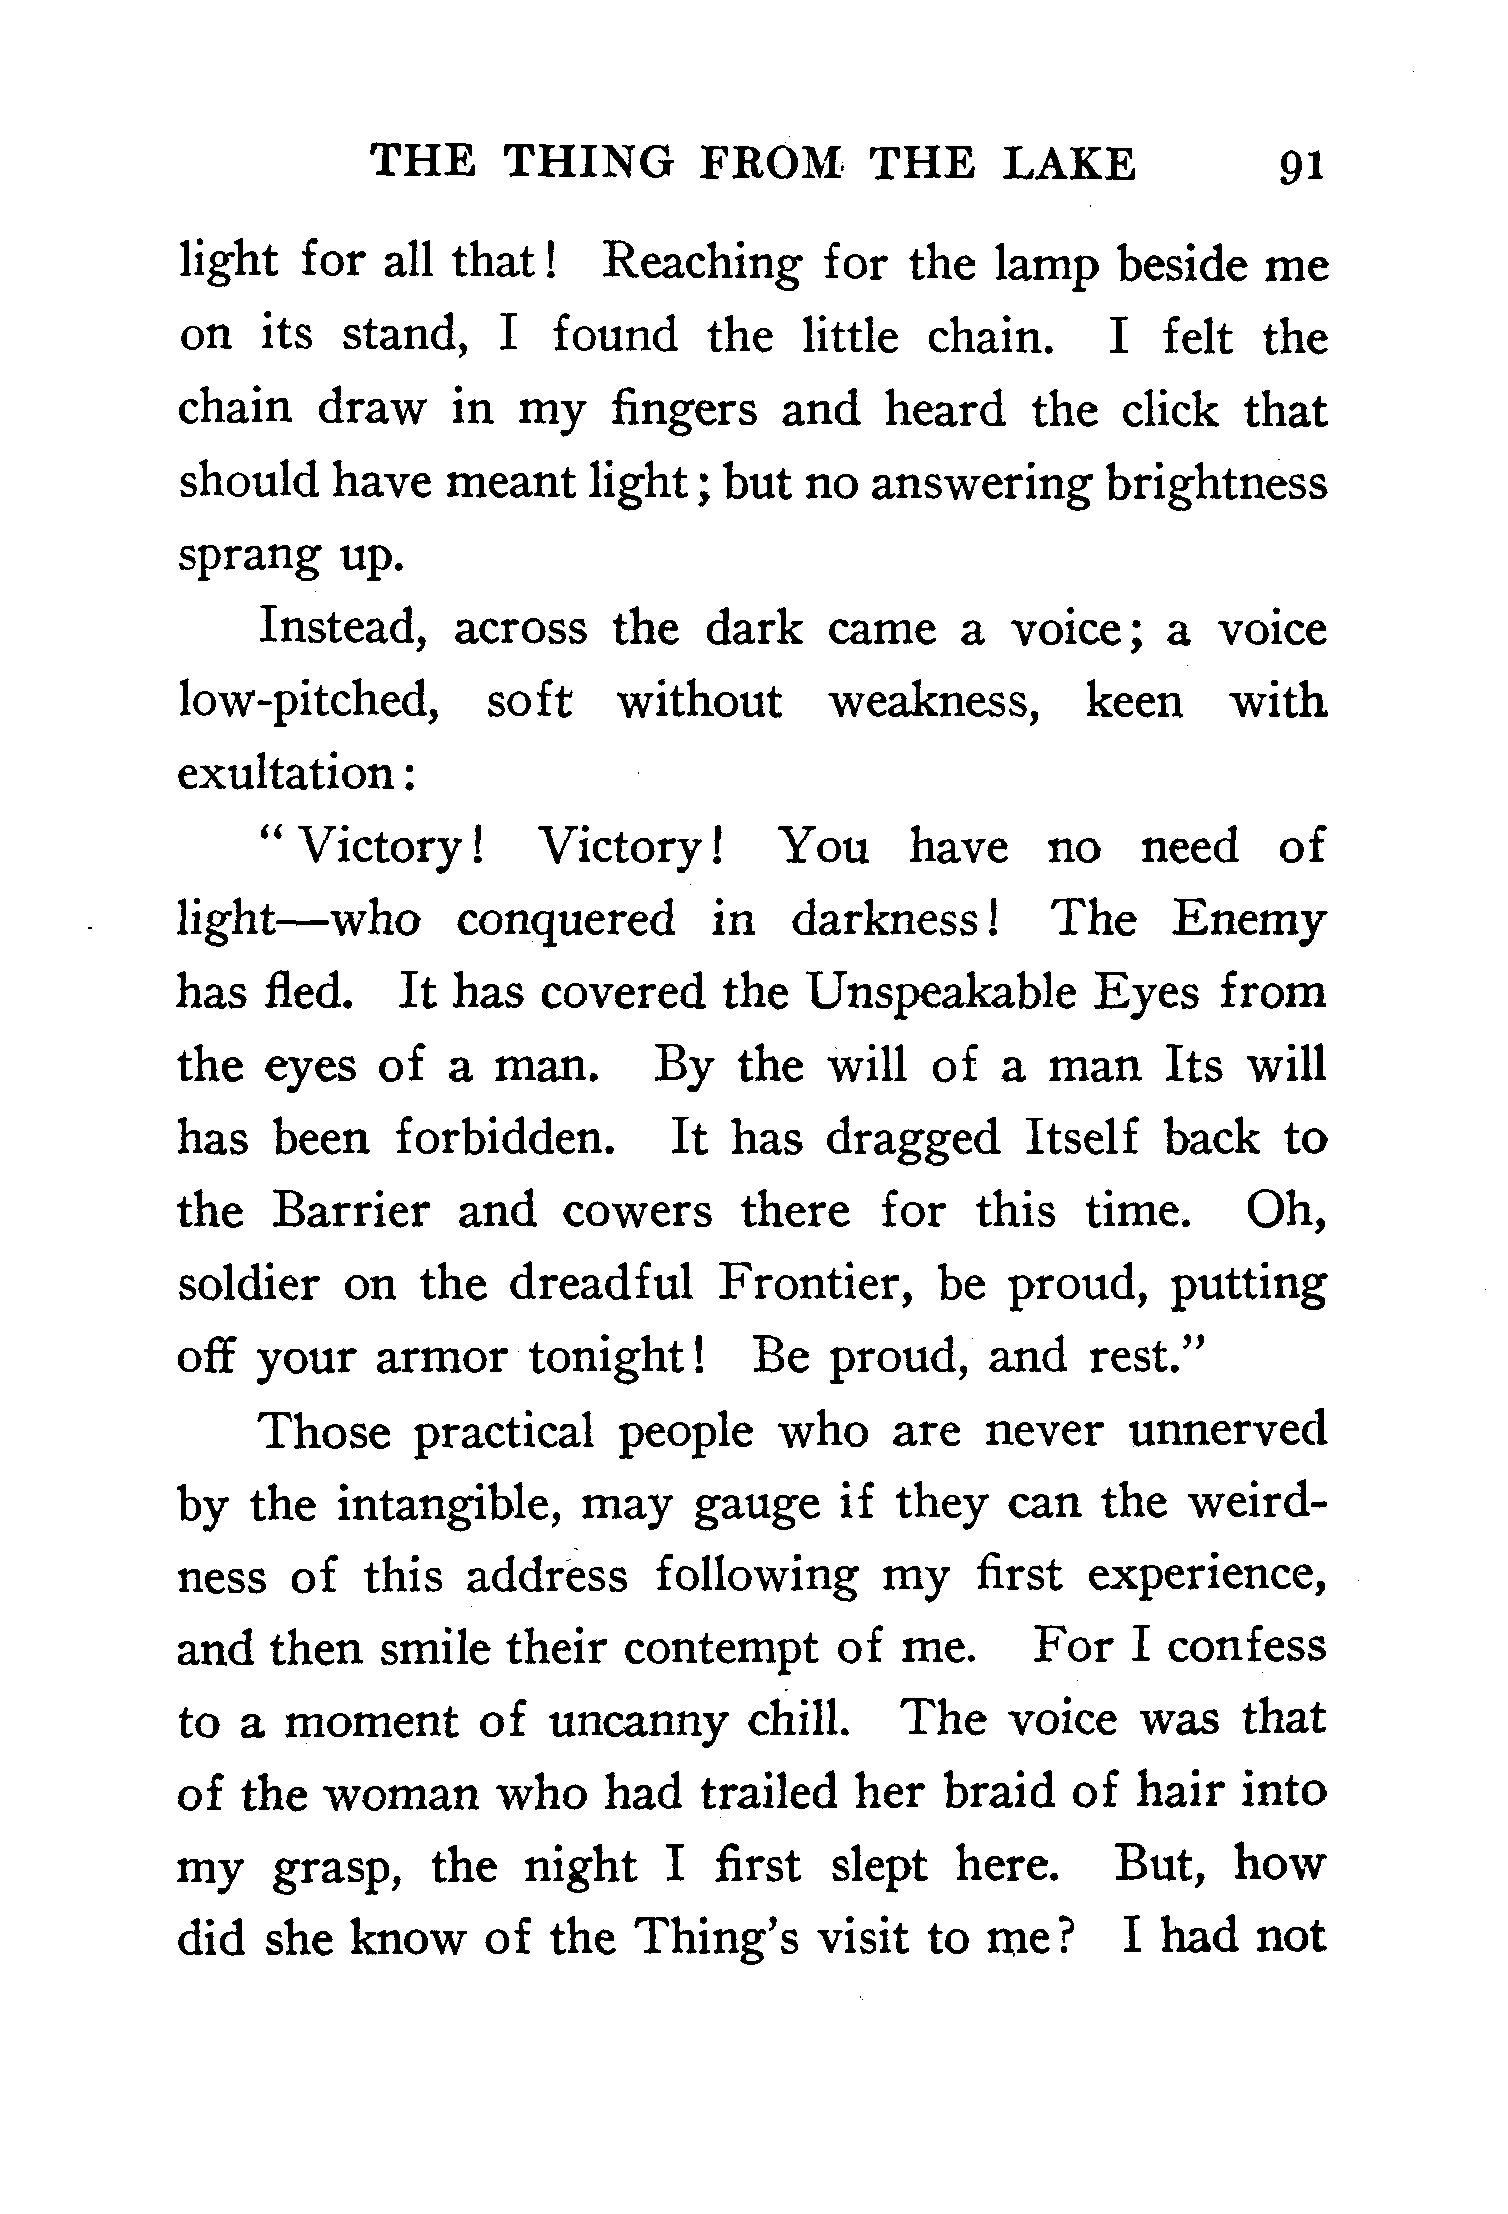 THE THING FROM THE LAKE 91
light for all that! Reaching for the lamp beside me
on its stand, I found the little chain. I felt the
chain draw in my fingers and heard the click that
should have meant light; but no answering brightness
sprang up.
Instead, across the dark came a voice; a voice
low-pitched, soft without weakness, keen with
exultation:
"Victory! Victory! You have no need of
light—who conquered in darkness! The Enemy
has fled. It has covered the Unspeakable Eyes from
the eyes of a man. By the will of a man Its will
has been forbidden. It has dragged Itself back to
the Barrier and cowers there for this time. Oh,
soldier on the dreadful Frontier, be proud, putting
off your armor tonight! Be proud, and rest."
Those practical people who are never unnerved
by the intangible, may gauge if they can the weird-
ness of this address following my first experience,
and then smile their contempt of me. For I confess
to a moment of uncanny chill. The voice was that
of the woman who had trailed her braid of hair into
my grasp, the night I first slept here. But, how
did she know of the Thing's visit to me? I had not